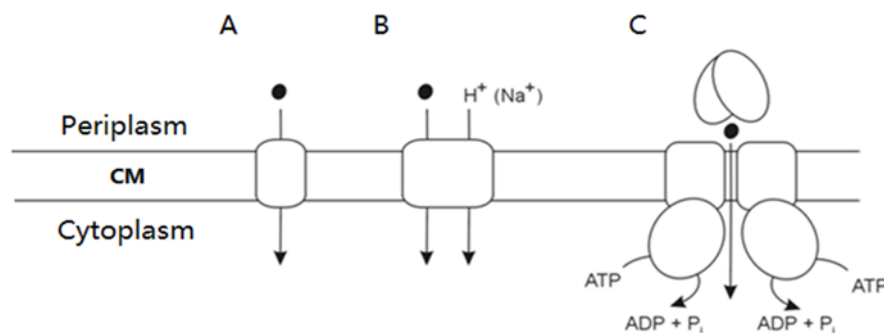 A B C
H⁺ (Na⁺)
Periplasm
CM
Cytoplasm
ATP ATP
ADP + Pᵢ ADP + Pᵢ